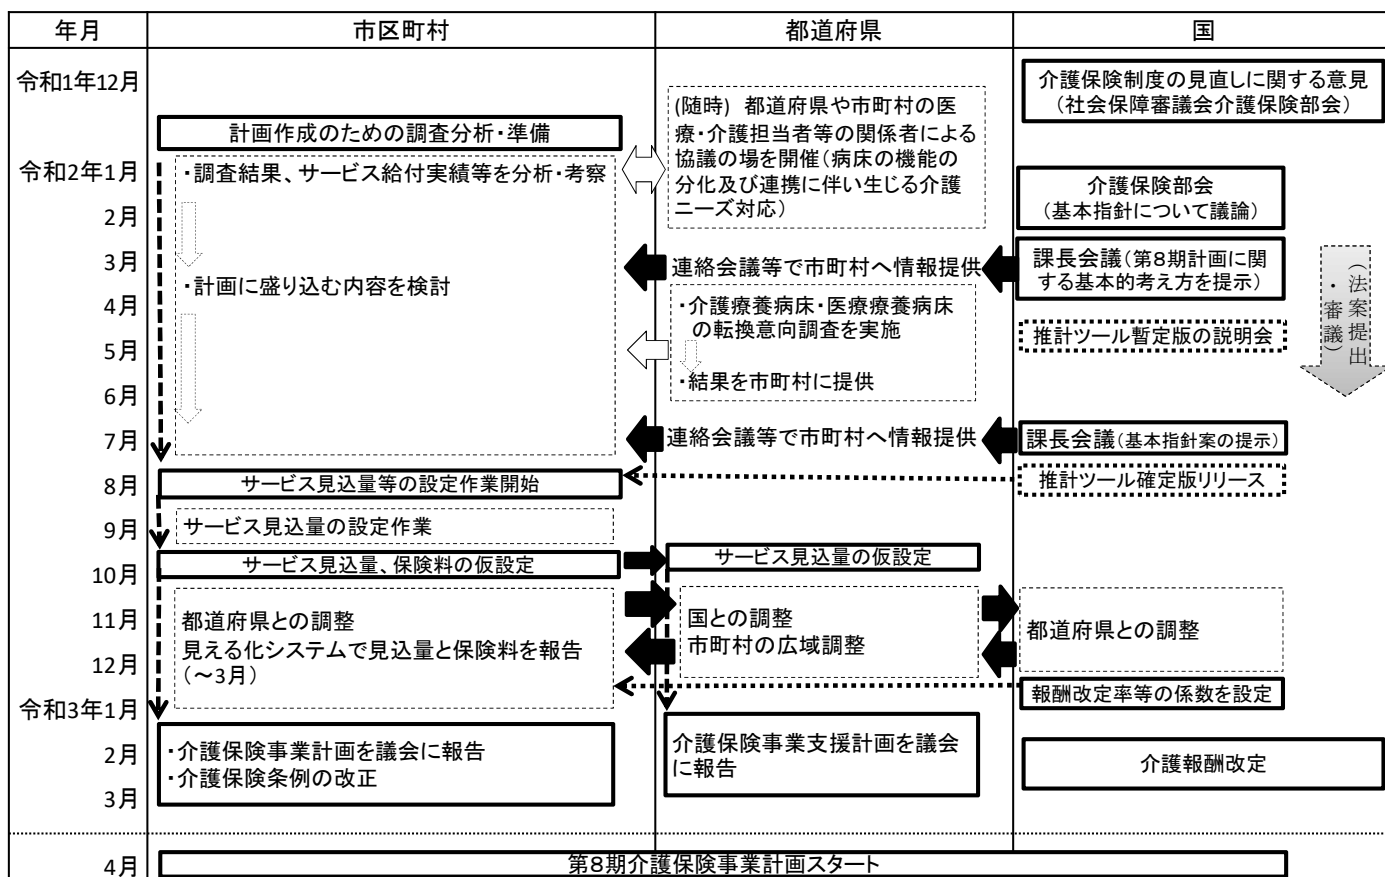 年月
市区町村
都道府県
国
令和1年12月
令和2年1月
2月
3月
4月
5月
6月
7月
8月
9月
10月
11月
12月
令和3年1月
2月
3月
4月
計画作成のための調査分析・準備
・調査結果、サービス給付実績等を分析・考察
・計画に盛り込む内容を検討
サービス見込量等の設定作業開始
サービス見込量の設定作業
サービス見込量、保険料の仮設定
都道府県との調整
見える化システムで見込量と保険料を報告
(～3月)
・介護保険事業計画を議会に報告
・介護保険条例の改正
(随時) 都道府県や市町村の医
療・介護担当者等の関係者による
協議の場を開催(病床の機能の
分化及び連携に伴い生じる介護
ニーズ対応)
連絡会議等で市町村へ情報提供
・介護療養病床・医療療養病床
の転換意向調査を実施
・結果を市町村に提供
連絡会議等で市町村へ情報提供
サービス見込量の仮設定
国との調整
市町村の広域調整
介護保険事業支援計画を議会
に報告
介護保険制度の見直しに関する意見
(社会保障審議会介護保険部会)
介護保険部会
(基本指針について議論)
課長会議(第8期計画に関
する基本的考え方を提示)
推計ツール暫定版の説明会
(法案提出
・審議)
課長会議(基本指針案の提示)
推計ツール確定版リリース
都道府県との調整
報酬改定率等の係数を設定
介護報酬改定
第8期介護保険事業計画スタート